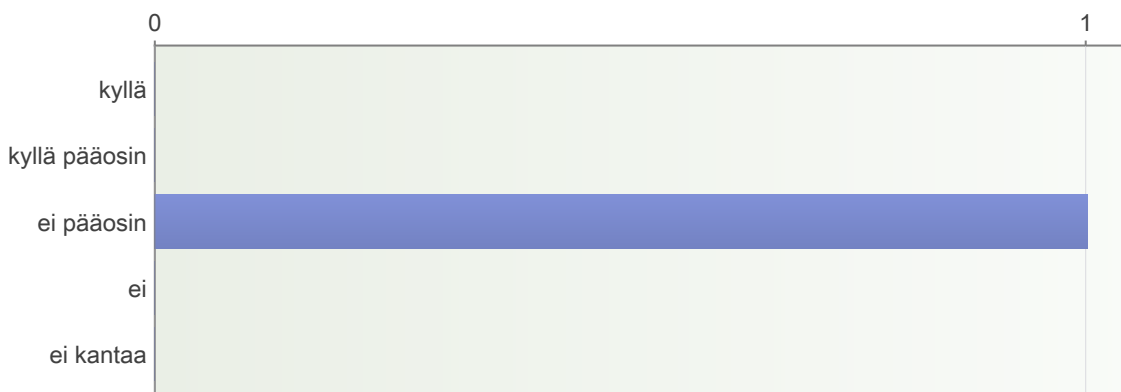 0 1
kyllä
kyllä pääosin
ei pääosin
ei
ei kantaa